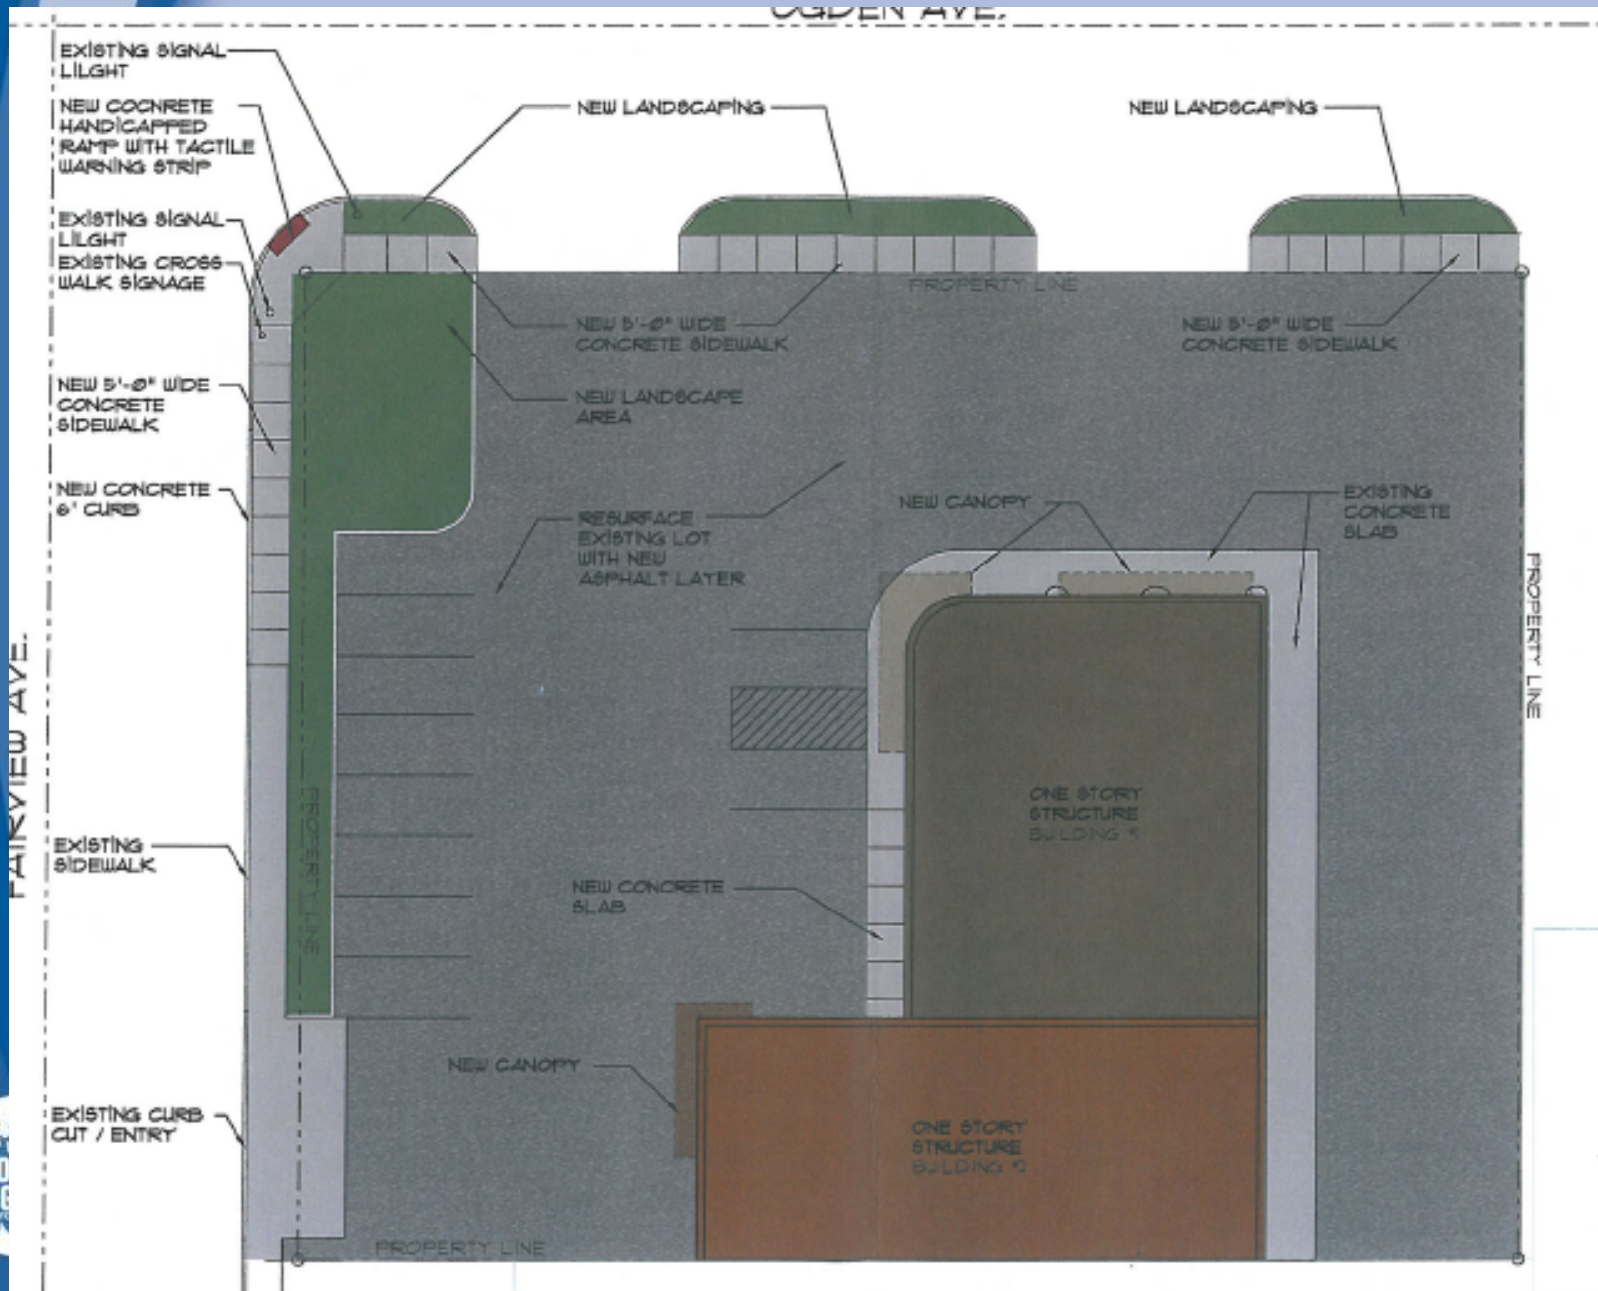 OGDEN AVE.
EXISTING SIGNAL
LILGHT
NEW COCNRETE
HANDICAPPED
RAMP WITH TACTILE
WARNING STRIP
EXISTING SIGNAL
LILGHT
EXISTING CROSS
WALK SIGNAGE
NEW 5'-0" WIDE
CONCRETE
SIDEWALK
NEW CONCRETE
6' CURB
FAIRVIEW AVE.
EXISTING
SIDEWALK
EXISTING CURB
CUT / ENTRY
NEW LANDSCAPING
NEW LANDSCAPING
PROPERTY LINE
NEW 5'-0" WIDE
CONCRETE SIDEWALK
NEW 5'-0" WIDE
CONCRETE SIDEWALK
NEW LANDSCAPE
AREA
RESURFACE
EXISTING LOT
WITH NEW
ASPHALT LAYER
NEW CANOPY
EXISTING
CONCRETE
SLAB
PROPERTY LINE
PROPERTY LINE
ONE STORY
STRUCTURE
BUILDING
NEW CONCRETE
SLAB
NEW CANOPY
ONE STORY
STRUCTURE
BUILDING
PROPERTY LINE